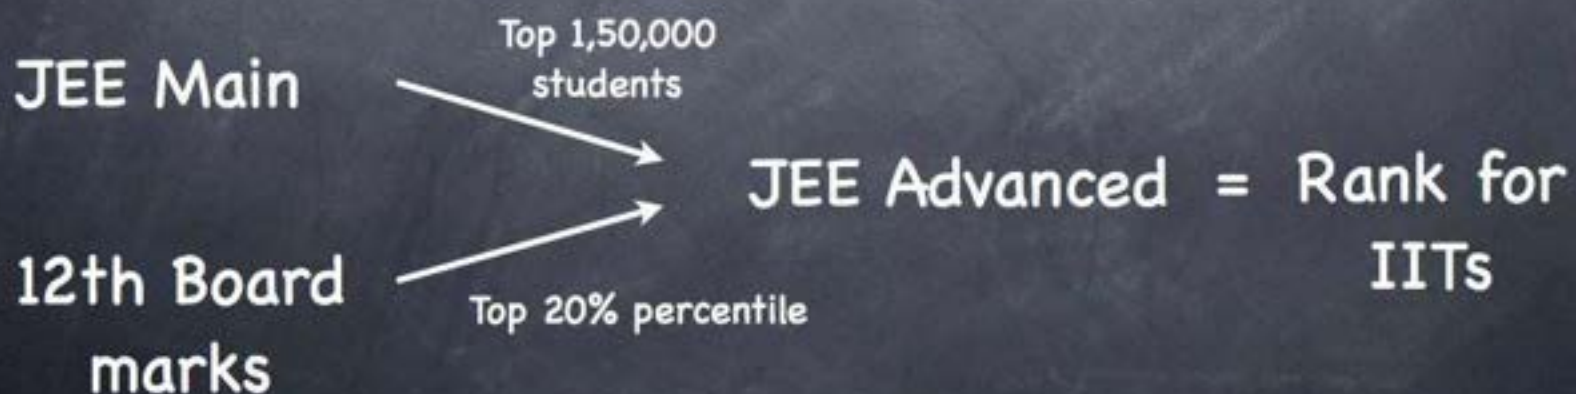 JEE Main
Top 1,50,000
students
12th Board
marks
Top 20% percentile
JEE Advanced = Rank for
IITs